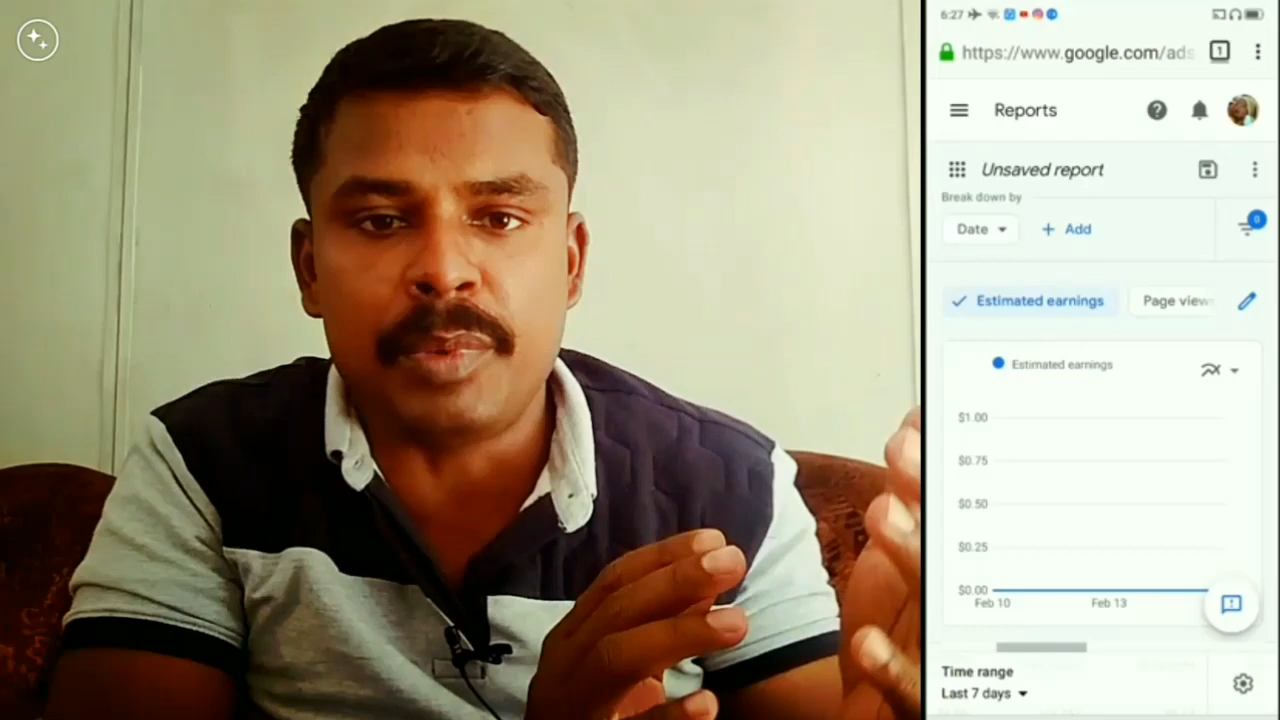 6:27
https://www.google.com/ads
1
Reports
Unsaved report
Break down by
Date
+ Add
0
Estimated earnings
Page views
Estimated earnings
$1.00
$0.75
$0.50
$0.25
$0.00
Feb 10
Feb 13
Time range
Last 7 days